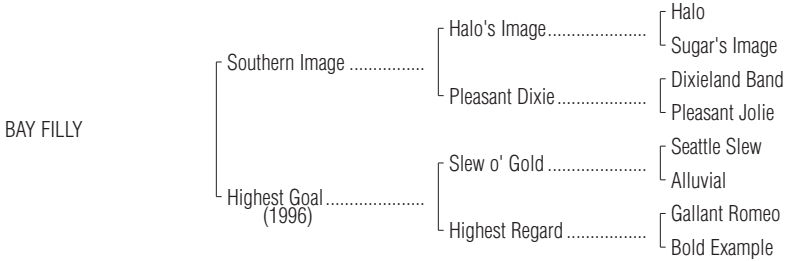 Halo
Halo's Image.....................
Sugar's Image
Southern Image ................
Dixieland Band
Pleasant Dixie...................
Pleasant Jolie
BAY FILLY
Seattle Slew
Slew o' Gold .....................
Alluvial
Highest Goal.....................
(1996)
Gallant Romeo
Highest Regard .................
Bold Example